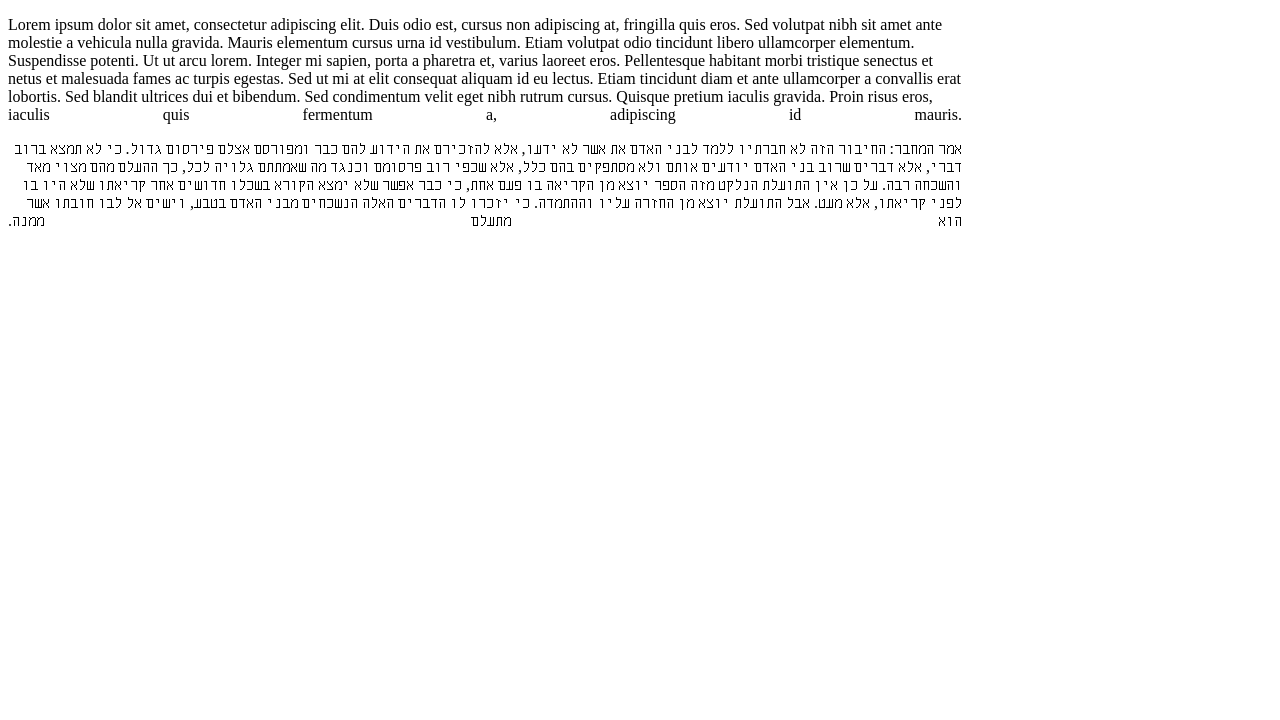 Lorem ipsum dolor sit amet, consectetur adipiscing elit. Duis odio est, cursus non adipiscing at, fringilla quis eros. Sed volutpat nibh sit amet ante
molestie a vehicula nulla gravida. Mauris elementum cursus urna id vestibulum. Etiam volutpat odio tincidunt libero ullamcorper elementum.
Suspendisse potenti. Ut ut arcu lorem. Integer mi sapien, porta a pharetra et, varius laoreet eros. Pellentesque habitant morbi tristique senectus et
netus et malesuada fames ac turpis egestas. Sed ut mi at elit consequat aliquam id eu lectus. Etiam tincidunt diam et ante ullamcorper a convallis erat
lobortis. Sed blandit ultrices dui et bibendum. Sed condimentum velit eget nibh rutrum cursus. Quisque pretium iaculis gravida. Proin risus eros,
iaculis quis fermentum a, adipiscing id mauris.
אמר המחבר: החיבור הזה לא חברתיו ללמד לבני האדם את אשר לא ידעו, אלא להזכירם את הידוע להם כבר ומפורסם אצלם פירסום גדול. כי לא תמצא ברוב
דברי, אלא דברים שרוב בני האדם יודעים אותם ולא מסתפקים בהם כלל, אלא שכפי רוב פרסומם וכנגד מה שאמתתם גלויה לכל, כך ההעלם מהם מצוי מאד
והשכחה רבה. על כן אין התועלת הנלקט מזה הספר יוצא מן הקריאה בו פעם אחת, כי כבר אפשר שלא ימצא הקורא בשכלו חדושים אחר קריאתו שלא היו בו
לפני קריאתו, אלא מעט. אבל התועלת יוצא מן החזרה עליו וההתמדה. כי יזכרו לו הדברים האלה הנשכחים מבני האדם בטבע, וישים אל לבו חובתו אשר
הוא מתעלם ממנה.